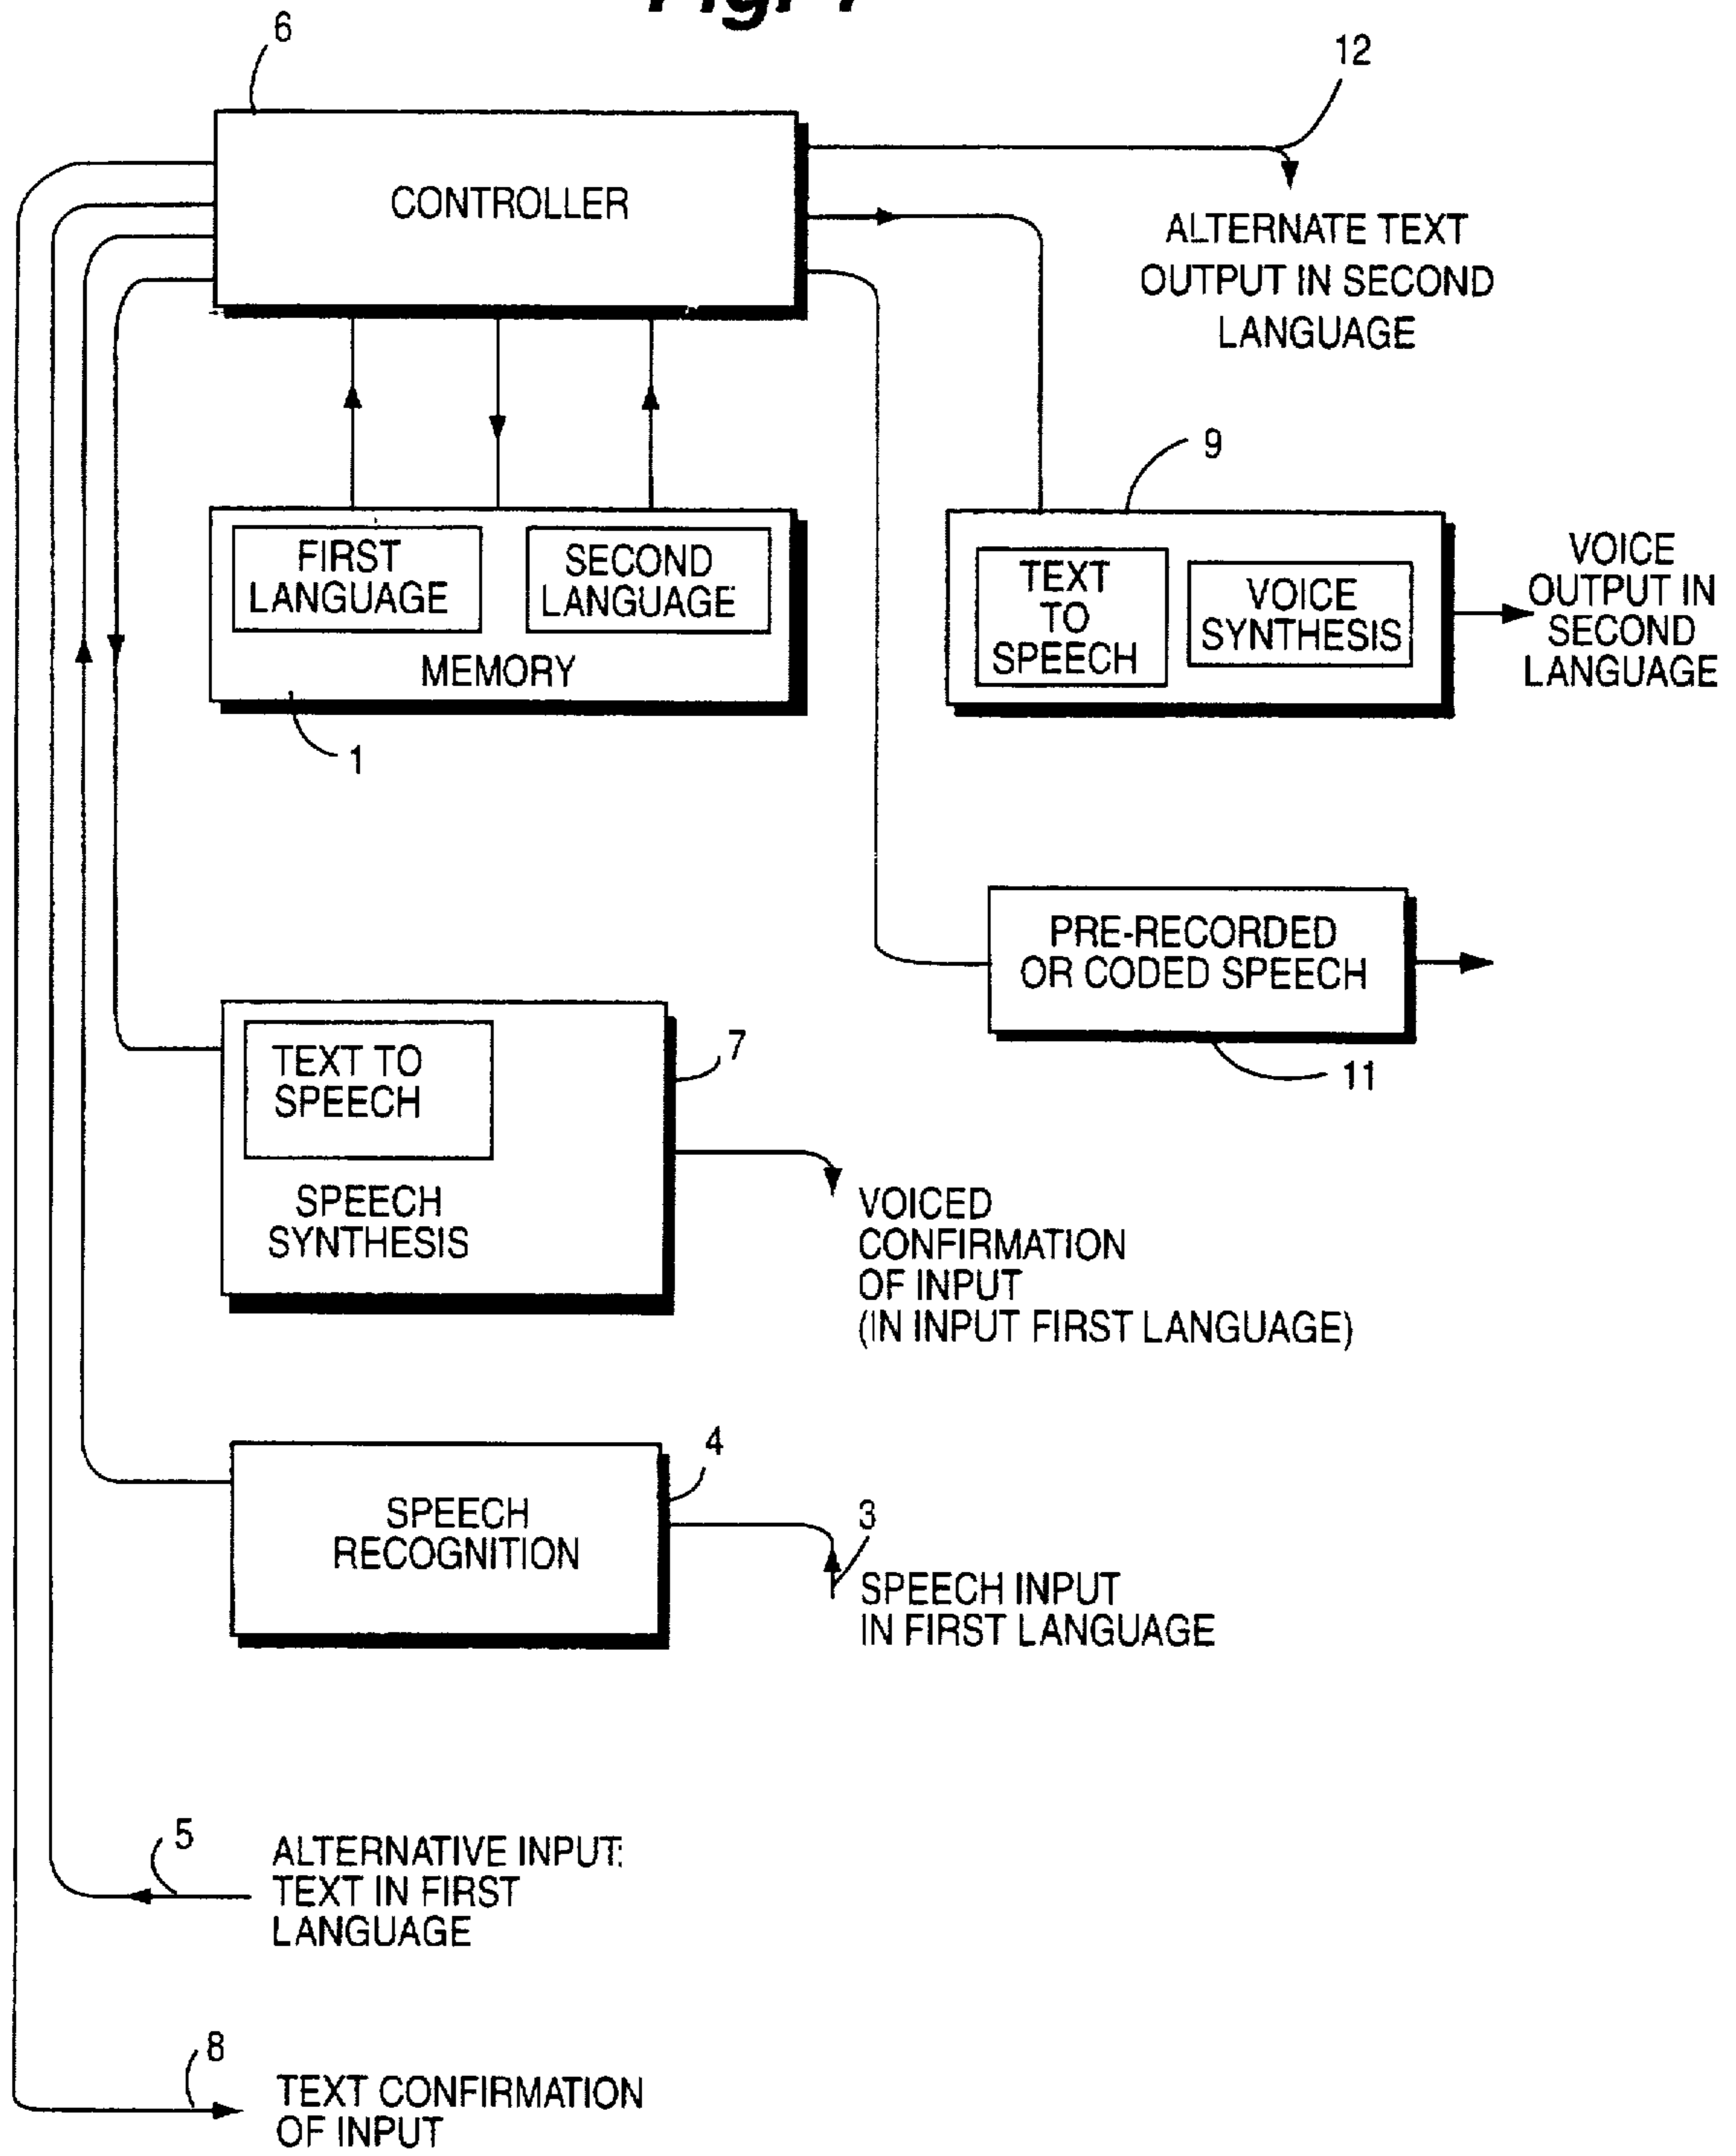 6
12
CONTROLLER
ALTERNATE TEXT
OUTPUT IN SECOND
LANGUAGE
9
FIRST
LANGUAGE
SECOND
LANGUAGE
MEMORY
1
TEXT
TO
SPEECH
VOICE
SYNTHESIS
VOICE
OUTPUT IN
SECOND
LANGUAGE
PRE-RECORDED
OR CODED SPEECH
11
TEXT TO
SPEECH
SPEECH
SYNTHESIS
7
VOICED
CONFIRMATION
OF INPUT
(IN INPUT FIRST LANGUAGE)
SPEECH
RECOGNITION
4
3
SPEECH INPUT
IN FIRST LANGUAGE
5
ALTERNATIVE INPUT:
TEXT IN FIRST
LANGUAGE
8
TEXT CONFIRMATION
OF INPUT